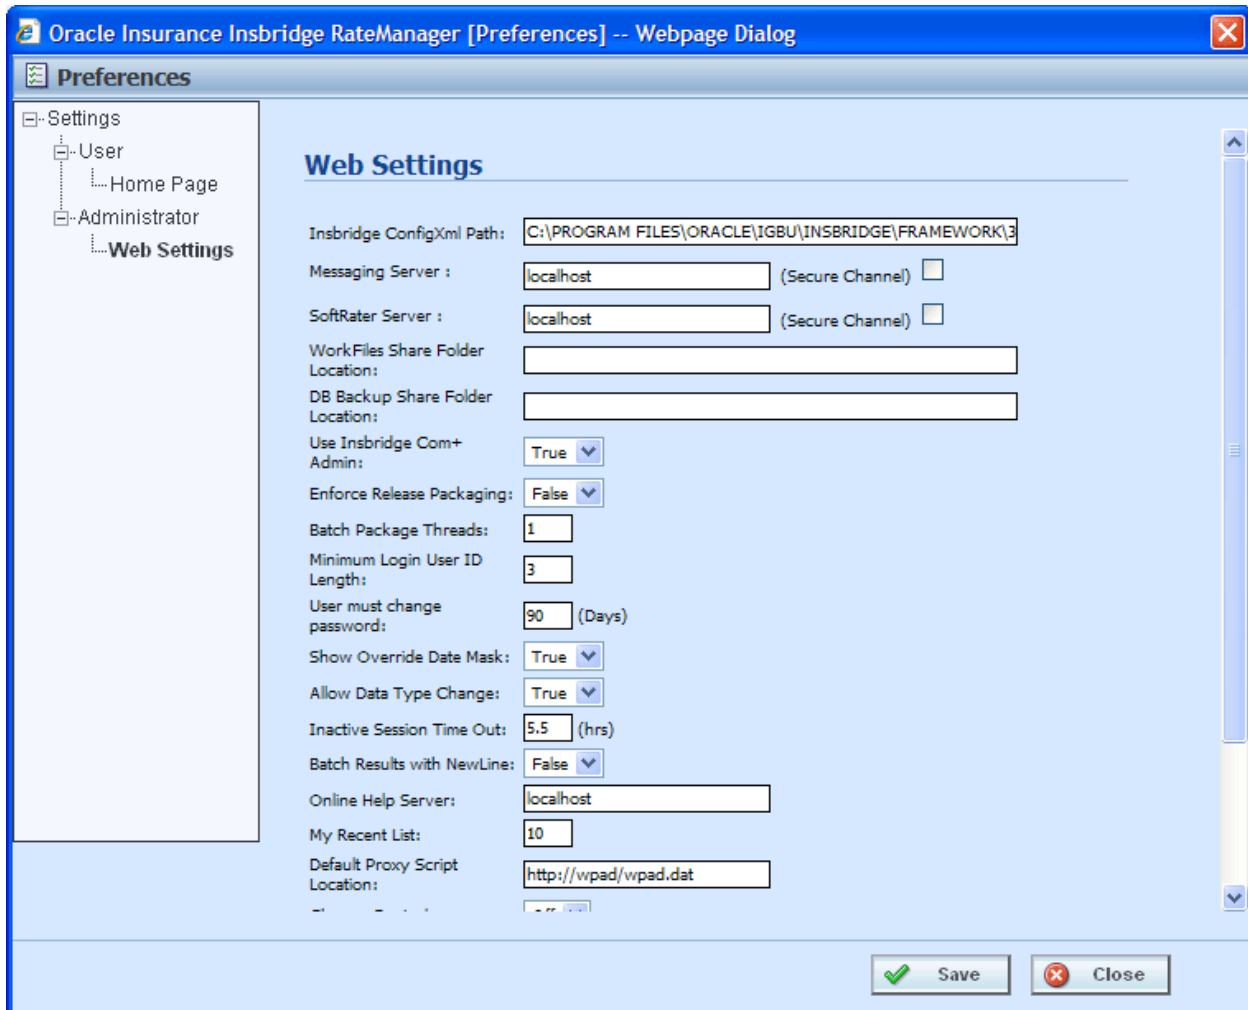 Oracle Insurance Insbridge RateManager [Preferences] -- Webpage Dialog
Preferences
Settings
User
Home Page
Administrator
Web Settings
Web Settings
Insbridge ConfigXml Path: C:\PROGRAM FILES\ORACLE\IGBU\INSBRIDGE\FRAMEWORK\3
Messaging Server : localhost (Secure Channel)
SoftRater Server : localhost (Secure Channel)
WorkFiles Share Folder
Location:
DB Backup Share Folder
Location:
Use Insbridge Com+
Admin: True
Enforce Release Packaging: False
Batch Package Threads: 1
Minimum Login User ID
Length: 3
User must change
password: 90 (Days)
Show Override Date Mask: True
Allow Data Type Change: True
Inactive Session Time Out: 5.5 (hrs)
Batch Results with NewLine: False
Online Help Server: localhost
My Recent List: 10
Default Proxy Script
Location: http://wpad/wpad.dat
Save Close